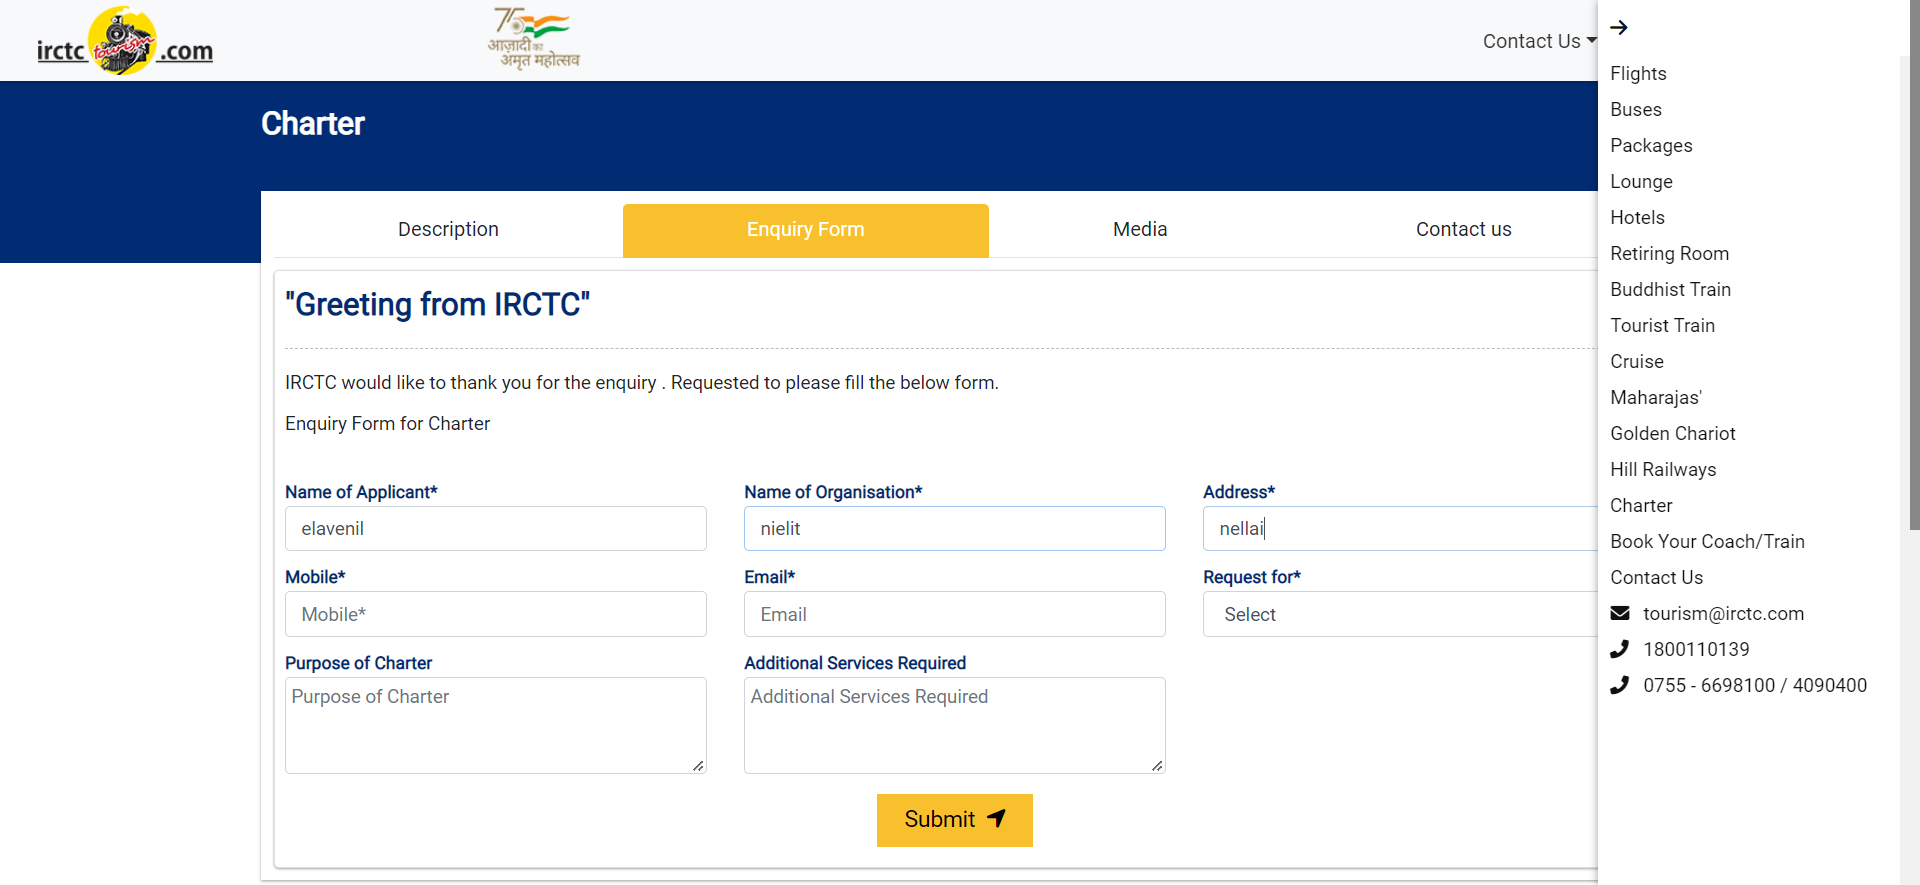 irctc tourism .com
75
आज़ादी का
अमृत महोत्सव
Contact Us
Charter
Description
Enquiry Form
Media
Contact us
"Greeting from IRCTC"
IRCTC would like to thank you for the enquiry . Requested to please fill the below form.
Enquiry Form for Charter
Name of Applicant*
Name of Organisation*
Address*
elavenil
nielit
nellai
Mobile*
Email*
Request for*
Mobile*
Email
Select
Purpose of Charter
Additional Services Required
Purpose of Charter
Additional Services Required
Submit
Flights
Buses
Packages
Lounge
Hotels
Retiring Room
Buddhist Train
Tourist Train
Cruise
Maharajas'
Golden Chariot
Hill Railways
Charter
Book Your Coach/Train
Contact Us
tourism@irctc.com
1800110139
0755 - 6698100 / 4090400